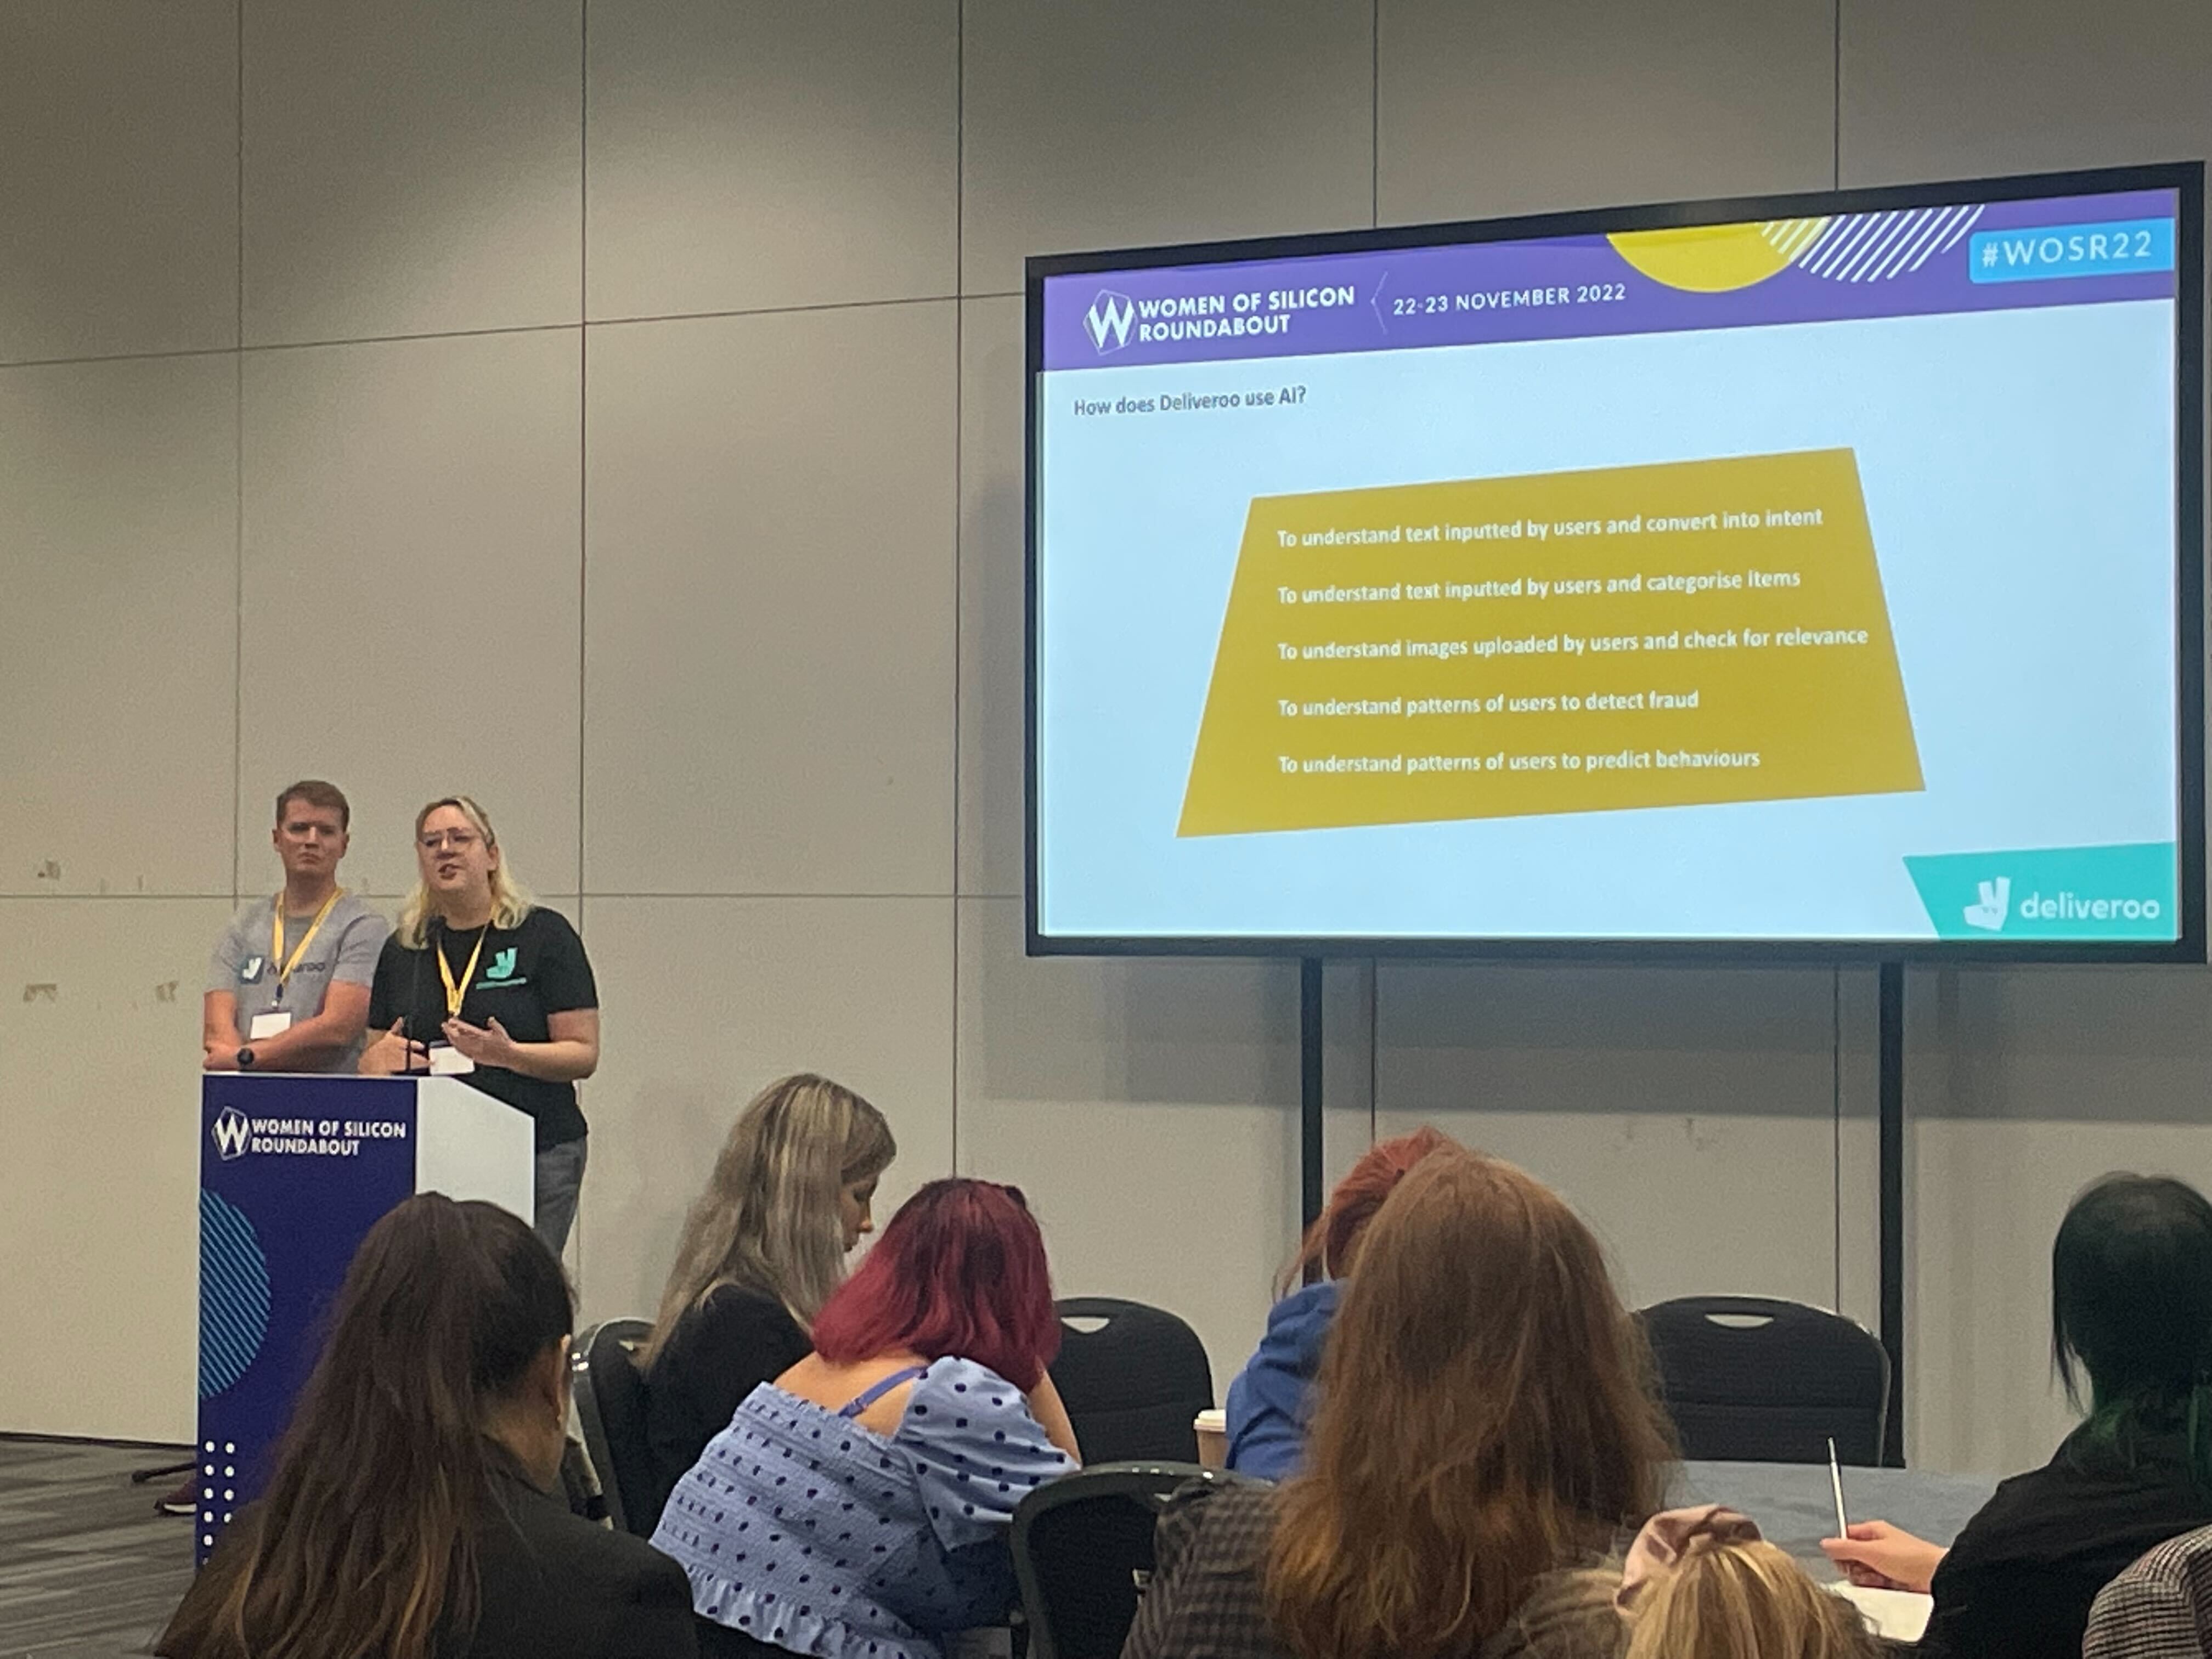 #WOSR22
WOMEN OF SILICON
ROUNDABOUT
22-23 NOVEMBER 2022
How does Deliveroo use AI?
To understand text inputted by users and convert into intent
To understand text inputted by users and categorise items
To understand images uploaded by users and check for relevance
To understand patterns of users to detect fraud
To understand patterns of users to predict behaviours
deliveroo
WOMEN OF SILICON
ROUNDABOUT